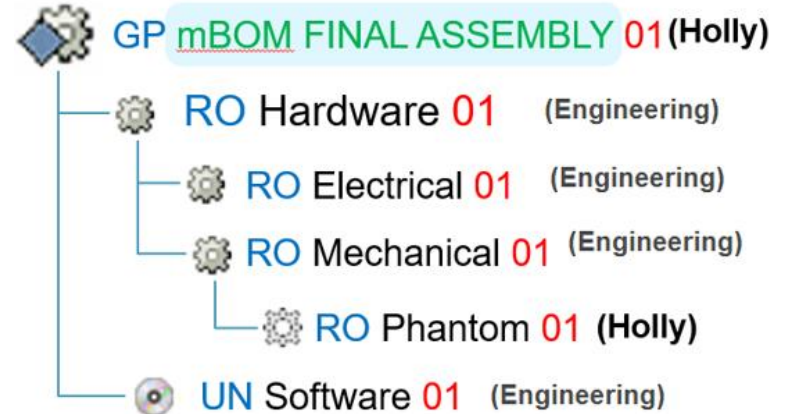 GP mBOM FINAL ASSEMBLY 01 (Holly)
RO Hardware 01 (Engineering)
RO Electrical 01 (Engineering)
RO Mechanical 01 (Engineering)
RO Phantom 01 (Holly)
UN Software 01 (Engineering)